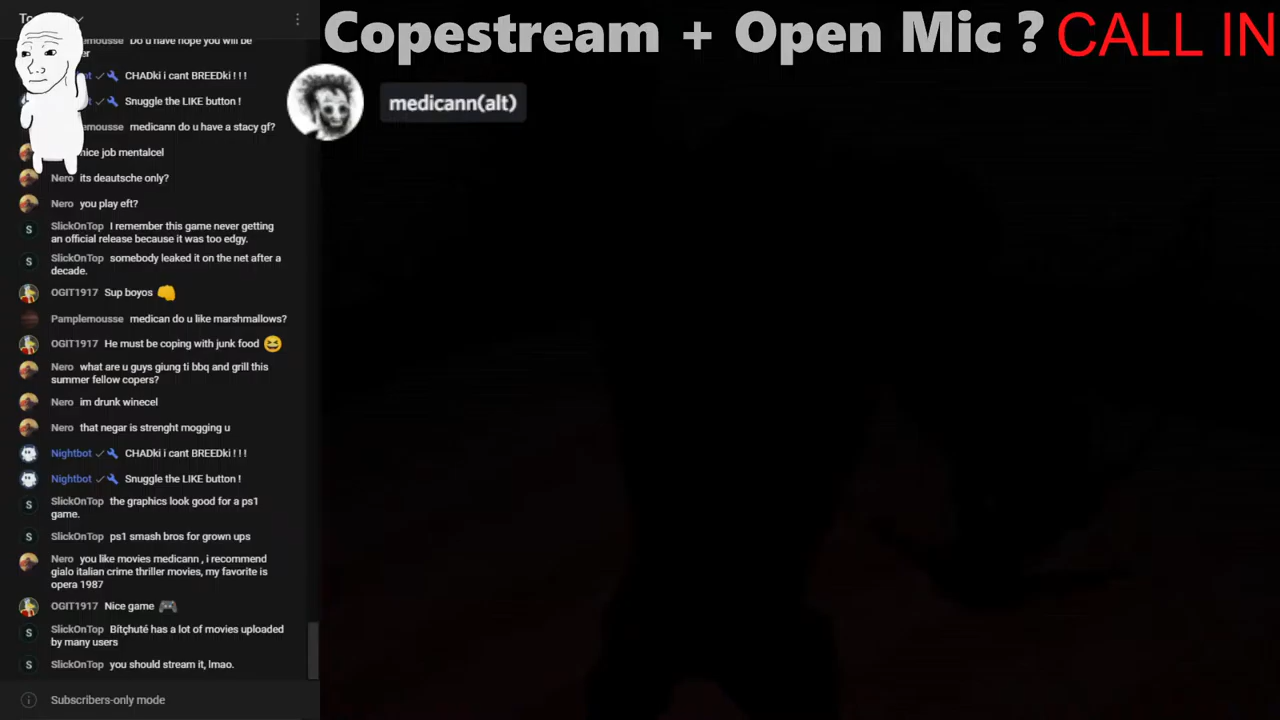 Copestream + Open Mic ? CALL IN
medicann(alt)
Do u have hope you will be
CHADki i cant BREEDki ! ! !
Snuggle the LIKE button !
medicann do u have a stacy gf?
nice job mentalcel
Nero its deautsche only?
Nero you play eft?
SlickOnTop I remember this game never getting
an official release because it was too edgy.
SlickOnTop somebody leaked it on the net after a
decade.
OGIT1917 Sup boyos 👊
Pamplemousse medican do u like marshmallows?
OGIT1917 He must be coping with junk food 😆
Nero what are u guys giung ti bbq and grill this
summer fellow copers?
Nero im drunk winecel
Nero that negar is strenght mogging u
Nightbot CHADki i cant BREEDki ! ! !
Nightbot Snuggle the LIKE button !
SlickOnTop the graphics look good for a ps1
game.
SlickOnTop ps1 smash bros for grown ups
Nero you like movies medicann , i recommend
gialo italian crime thriller movies, my favorite is
opera 1987
OGIT1917 Nice game 🎮
SlickOnTop Bítçhuté has a lot of movies uploaded
by many users
SlickOnTop you should stream it, lmao.
Subscribers-only mode